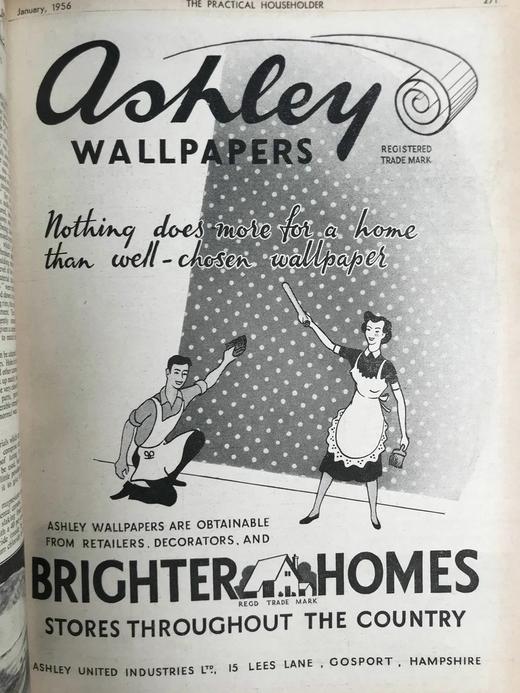 January, 1956
THE PRACTICAL HOUSEHOLDER
Ashley
WALLPAPERS
REGISTERED
TRADE MARK
Nothing does more for a home
than well-chosen wallpaper
ASHLEY WALLPAPERS ARE OBTAINABLE
FROM RETAILERS, DECORATORS, AND
BRIGHTER HOMES
REGD TRADE MARK
STORES THROUGHOUT THE COUNTRY
ASHLEY UNITED INDUSTRIES LTD., 15 LEES LANE, GOSPORT, HAMPSHIRE